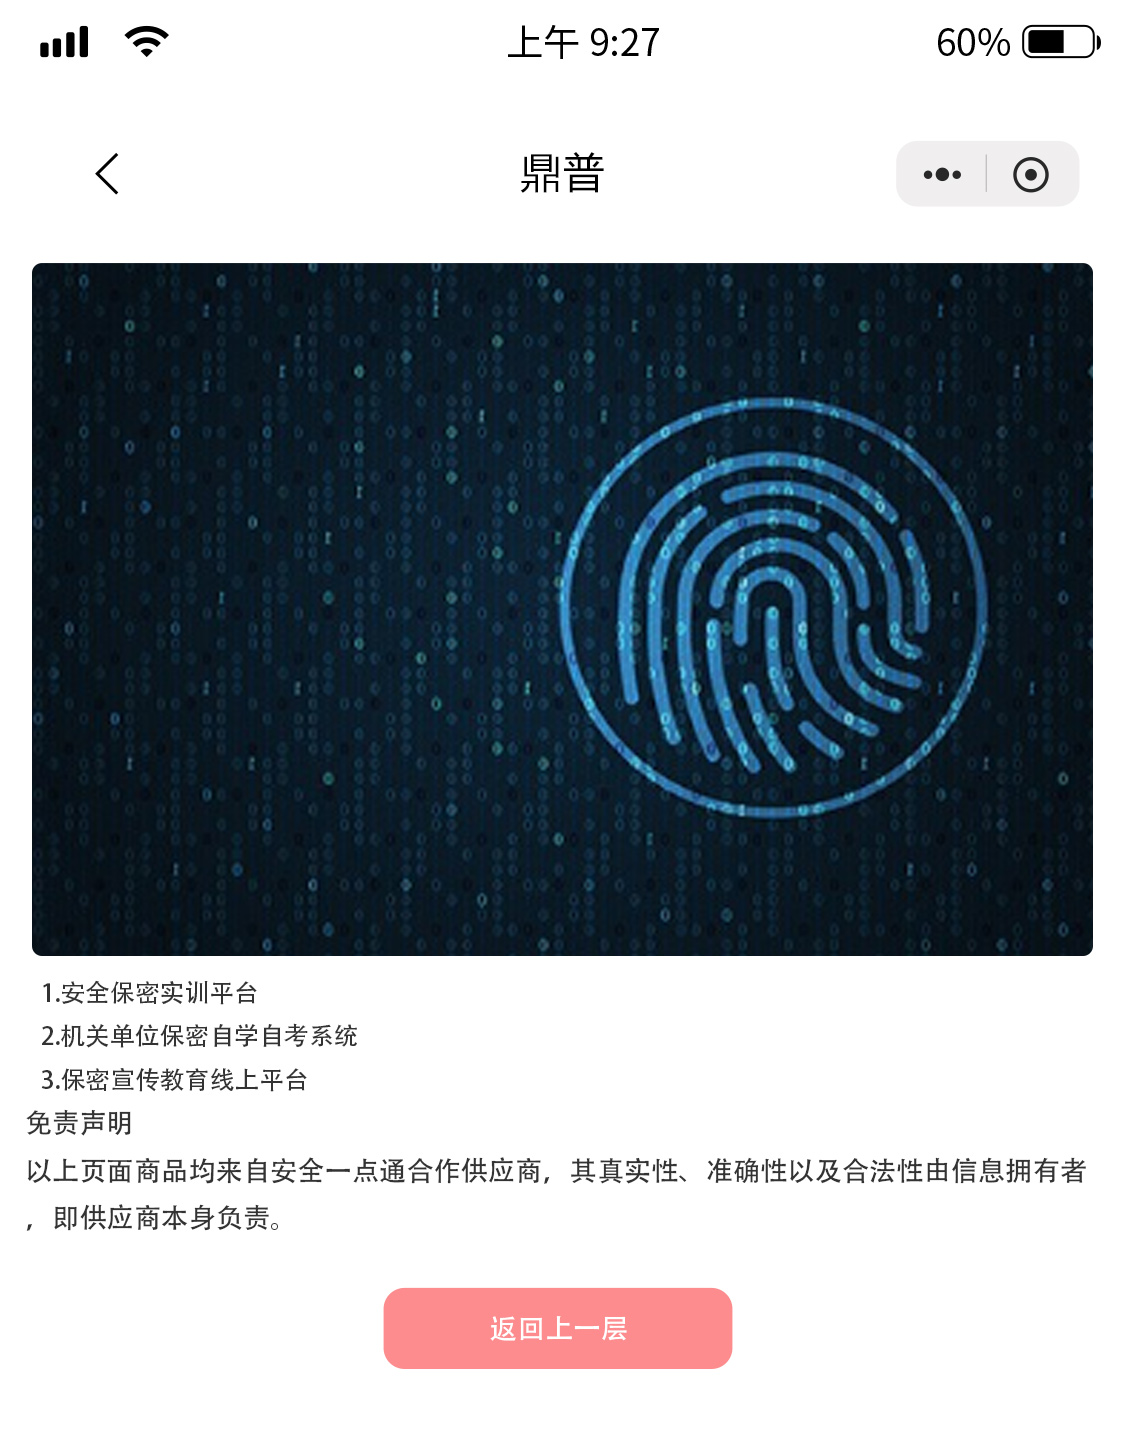 上午 9:27
60%
鼎普
1.安全保密实训平台
2.机关单位保密自学自考系统
3.保密宣传教育线上平台
免责声明
以上页面商品均来自安全一点通合作供应商，其真实性、准确性以及合法性由信息拥有者
，即供应商本身负责。
返回上一层